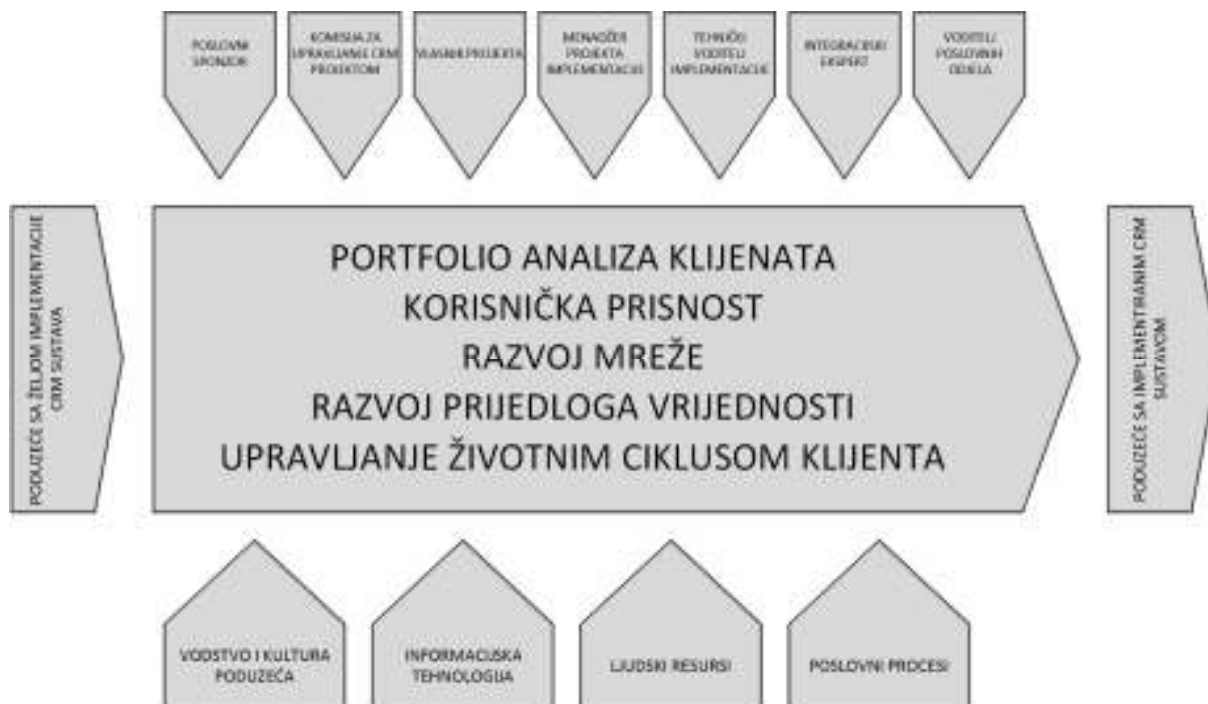 POSLOVNI
SPONZOR
KOMISIJA ZA
UPRAVLJANJE CRM
PROJEKTOM
VLASNIK PROJEKTA
MENADŽER
PROJEKTA
IMPLEMENTACIJE
TEHNIČKI
VODITELJ
IMPLEMENTACIJE
INTEGRACIJSKI
EKSPERT
VODITELJ
POSLOVNIH
ODJELA
PODUZEĆE SA ŽELJOM IMPLEMENTACIJE
CRM SUSTAVA
PORTFOLIO ANALIZA KLIJENATA
KORISNIČKA PRISNOST
RAZVOJ MREŽE
RAZVOJ PRIJEDLOGA VRIJEDNOSTI
UPRAVLJANJE ŽIVOTNIM CIKLUSOM KLIJENTA
PODUZEĆE SA IMPLEMENTIRANIM CRM
SUSTAVOM
VODSTVO I KULTURA
PODUZEĆA
INFORMACIJSKA
TEHNOLOGIJA
LJUDSKI RESURSI
POSLOVNI PROCESI